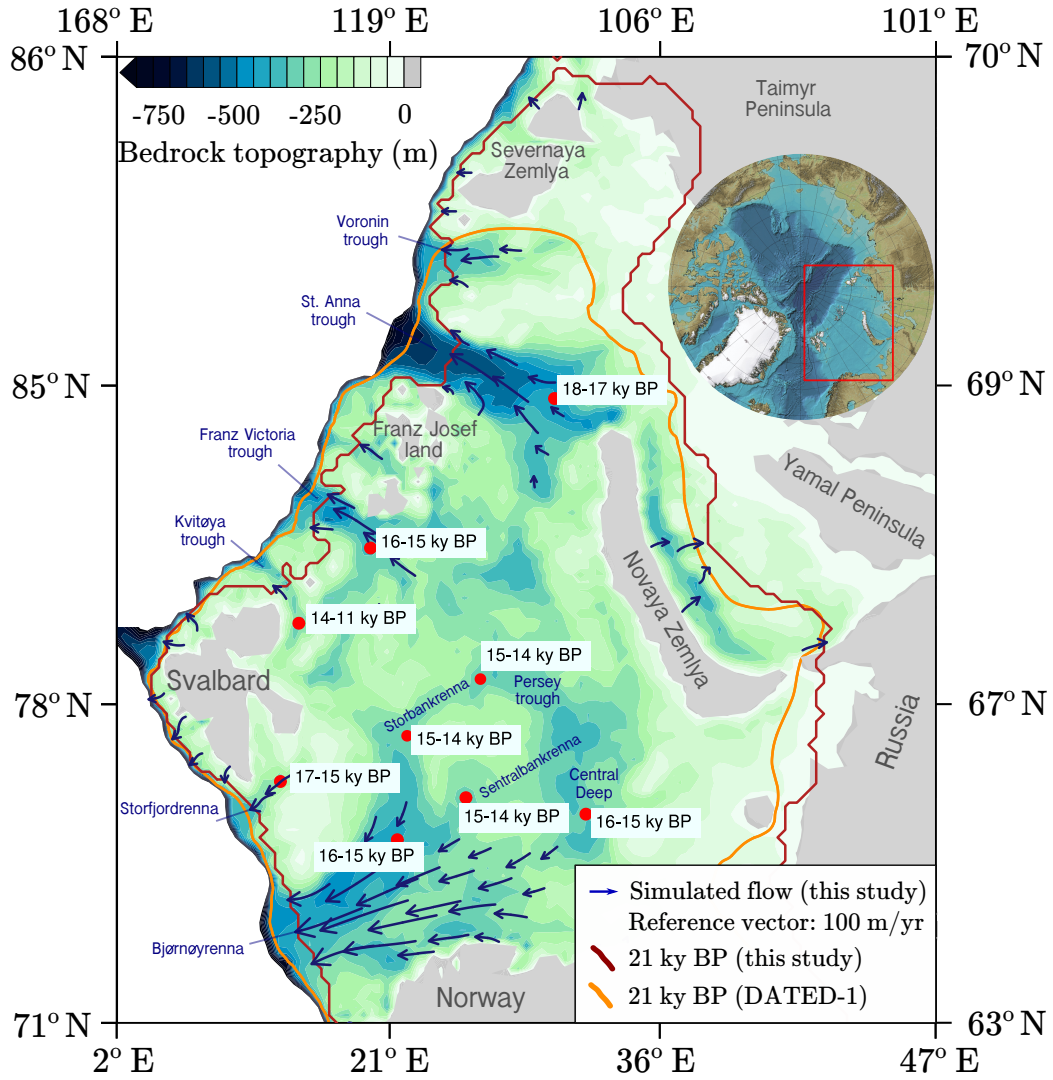 168° E
119° E
106° E
101° E
86° N
70° N
-750
-500
-250
0
Bedrock topography (m)
Taimyr
Peninsula
Severnaya
Zemlya
Voronin
trough
St. Anna
trough
85° N
69° N
18-17 ky BP
Franz Josef
land
Franz Victoria
trough
Yamal Peninsula
Kvitøya
trough
16-15 ky BP
Novaya Zemlya
14-11 ky BP
15-14 ky BP
Svalbard
Storbankrenna
Persey
trough
78° N
67° N
Russia
15-14 ky BP
Sentralbankrenna
17-15 ky BP
Central
Deep
Storfjordrenna
15-14 ky BP
16-15 ky BP
16-15 ky BP
Simulated flow (this study)
Reference vector: 100 m/yr
Bjørnøyrenna
21 ky BP (this study)
21 ky BP (DATED-1)
Norway
71° N
63° N
2° E
21° E
36° E
47° E